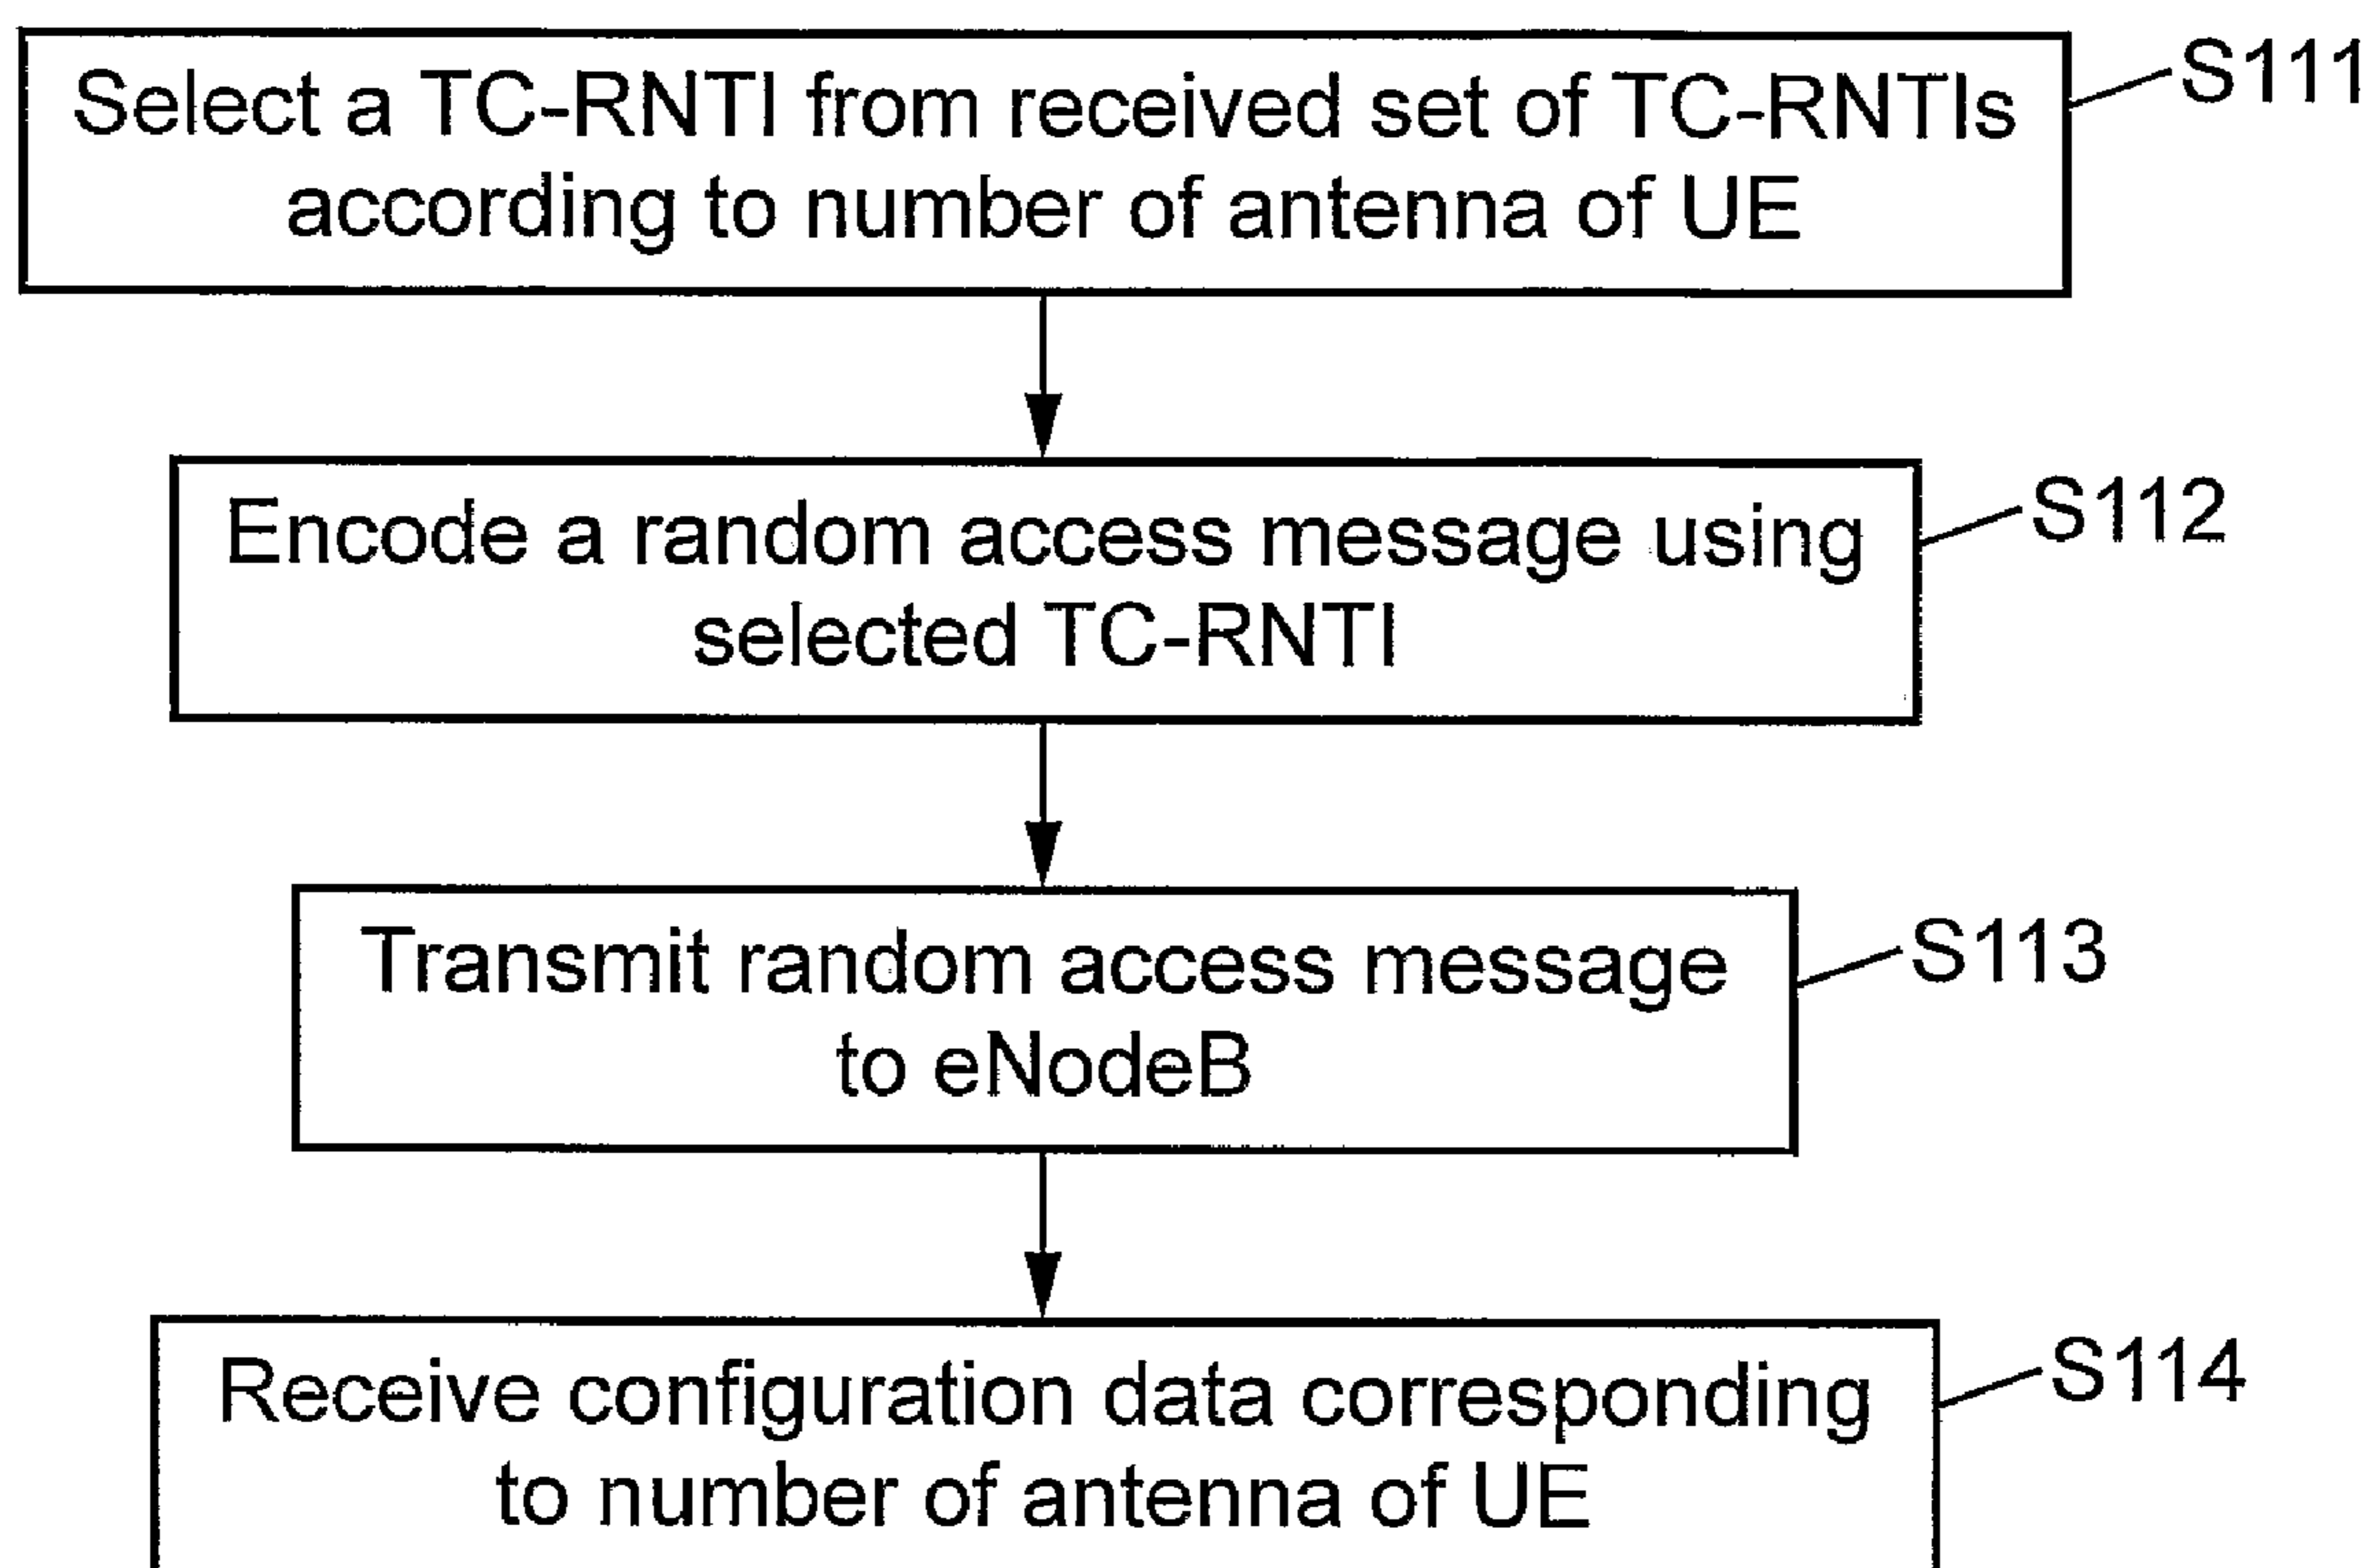 Select a TC-RNTI from received set of TC-RNTIs
according to number of antenna of UE
S111
Encode a random access message using
selected TC-RNTI
S112
Transmit random access message
to eNodeB
S113
Receive configuration data corresponding
to number of antenna of UE
S114